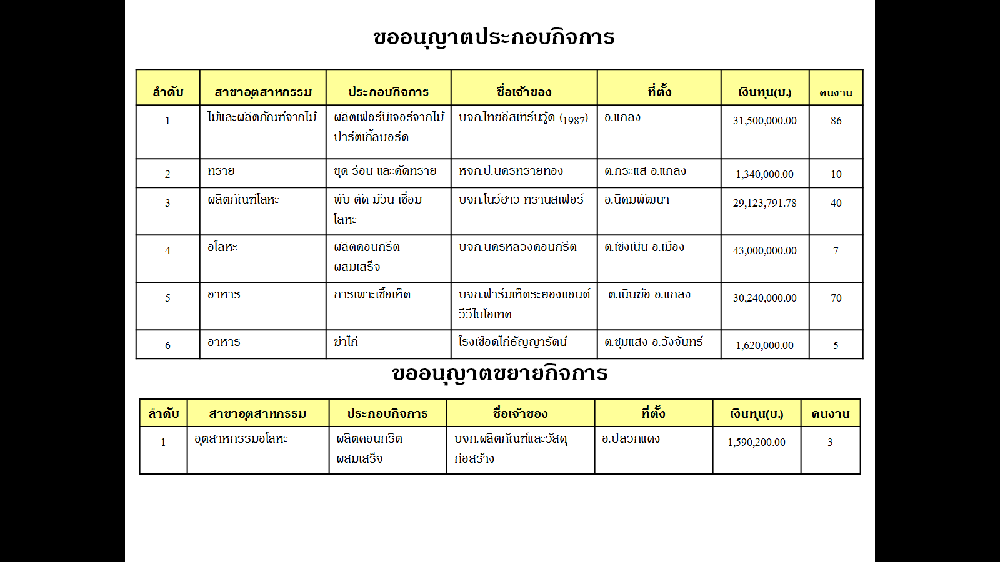 ขออนุญาตประกอบกิจการ
ลำดับ สาขาอุตสาหกรรม ประกอบกิจการ ชื่อเจ้าของ ที่ตั้ง เงินทุน(บ.) คนงาน
1 ไม้และผลิตภัณฑ์จากไม้ ผลิตเฟอร์นิเจอร์จากไม้ บจก.ไทยอีสเทิร์นวู้ด (1987) อ.แกลง 31,500,000.00 86
ปาร์ติเกิ้ลบอร์ด
2 ทราย ขุด ร่อน และคัดทราย หจก.ป.นครทรายทอง ต.กระแส อ.แกลง 1,340,000.00 10
3 ผลิตภัณฑ์โลหะ พับ ตัด ม้วน เชื่อม บจก.โนว์ฮาว ทรานสเฟอร์ อ.นิคมพัฒนา 29,123,791.78 40
โลหะ
4 อโลหะ ผลิตคอนกรีต บจก.นครหลวงคอนกรีต ต.เชิงเนิน อ.เมือง 43,000,000.00 7
ผสมเสร็จ
5 อาหาร การเพาะเชื้อเห็ด บจก.ฟาร์มเห็ดระยองแอนด์ ต.เนินฆ้อ อ.แกลง 30,240,000.00 70
วีวีไบโอเทค
6 อาหาร ฆ่าไก่ โรงเชือดไก่ธัญญารัตน์ ต.ชุมแสง อ.วังจันทร์ 1,620,000.00 5
ขออนุญาตขยายกิจการ
ลำดับ สาขาอุตสาหกรรม ประกอบกิจการ ชื่อเจ้าของ ที่ตั้ง เงินทุน(บ.) คนงาน
1 อุตสาหกรรมอโลหะ ผลิตคอนกรีต บจก.ผลิตภัณฑ์และวัสดุ อ.ปลวกแดง 1,590,200.00 3
ผสมเสร็จ ก่อสร้าง